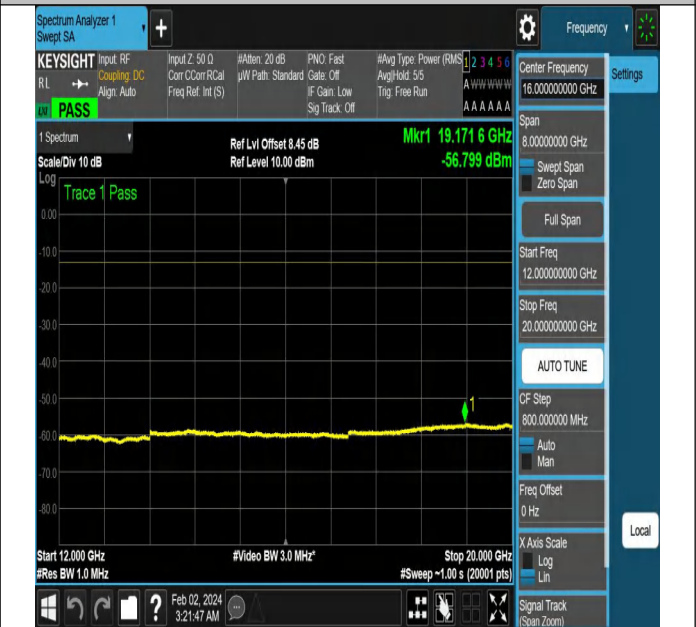 Spectrum Analyzer 1
Swept SA
+
Frequency
KEYSIGHT
RL
Input: RF
Coupling: DC
Align: Auto
Input Z: 50 Ω
Corr CCorr RCal
Freq Ref: Int (S)
#Atten: 20 dB
µW Path: Standard
PNO: Fast
Gate: Off
IF Gain: Low
Sig Track: Off
#Avg Type: Power (RMS
Avg|Hold: 5/5
Trig: Free Run
1 2 3 4 5 6
A W W W W W
A A A A A A
PASS
1 Spectrum
Scale/Div 10 dB
Ref Lvl Offset 8.45 dB
Ref Level 10.00 dBm
Mkr1 19.171 6 GHz
-56.799 dBm
Log
Trace 1 Pass
0.00
-10.0
-20.0
-30.0
-40.0
-50.0
-60.0
-70.0
-80.0
1
Start 12.000 GHz
#Res BW 1.0 MHz
#Video BW 3.0 MHz*
Stop 20.000 GHz
#Sweep ~1.00 s (20001 pts)
?
Feb 02, 2024
3:21:47 AM
Center Frequency
16.000000000 GHz
Settings
Span
8.00000000 GHz
Swept Span
Zero Span
Full Span
Start Freq
12.000000000 GHz
Stop Freq
20.000000000 GHz
AUTO TUNE
CF Step
800.000000 MHz
Auto
Man
Freq Offset
0 Hz
X Axis Scale
Log
Lin
Local
Signal Track
(Span Zoom)